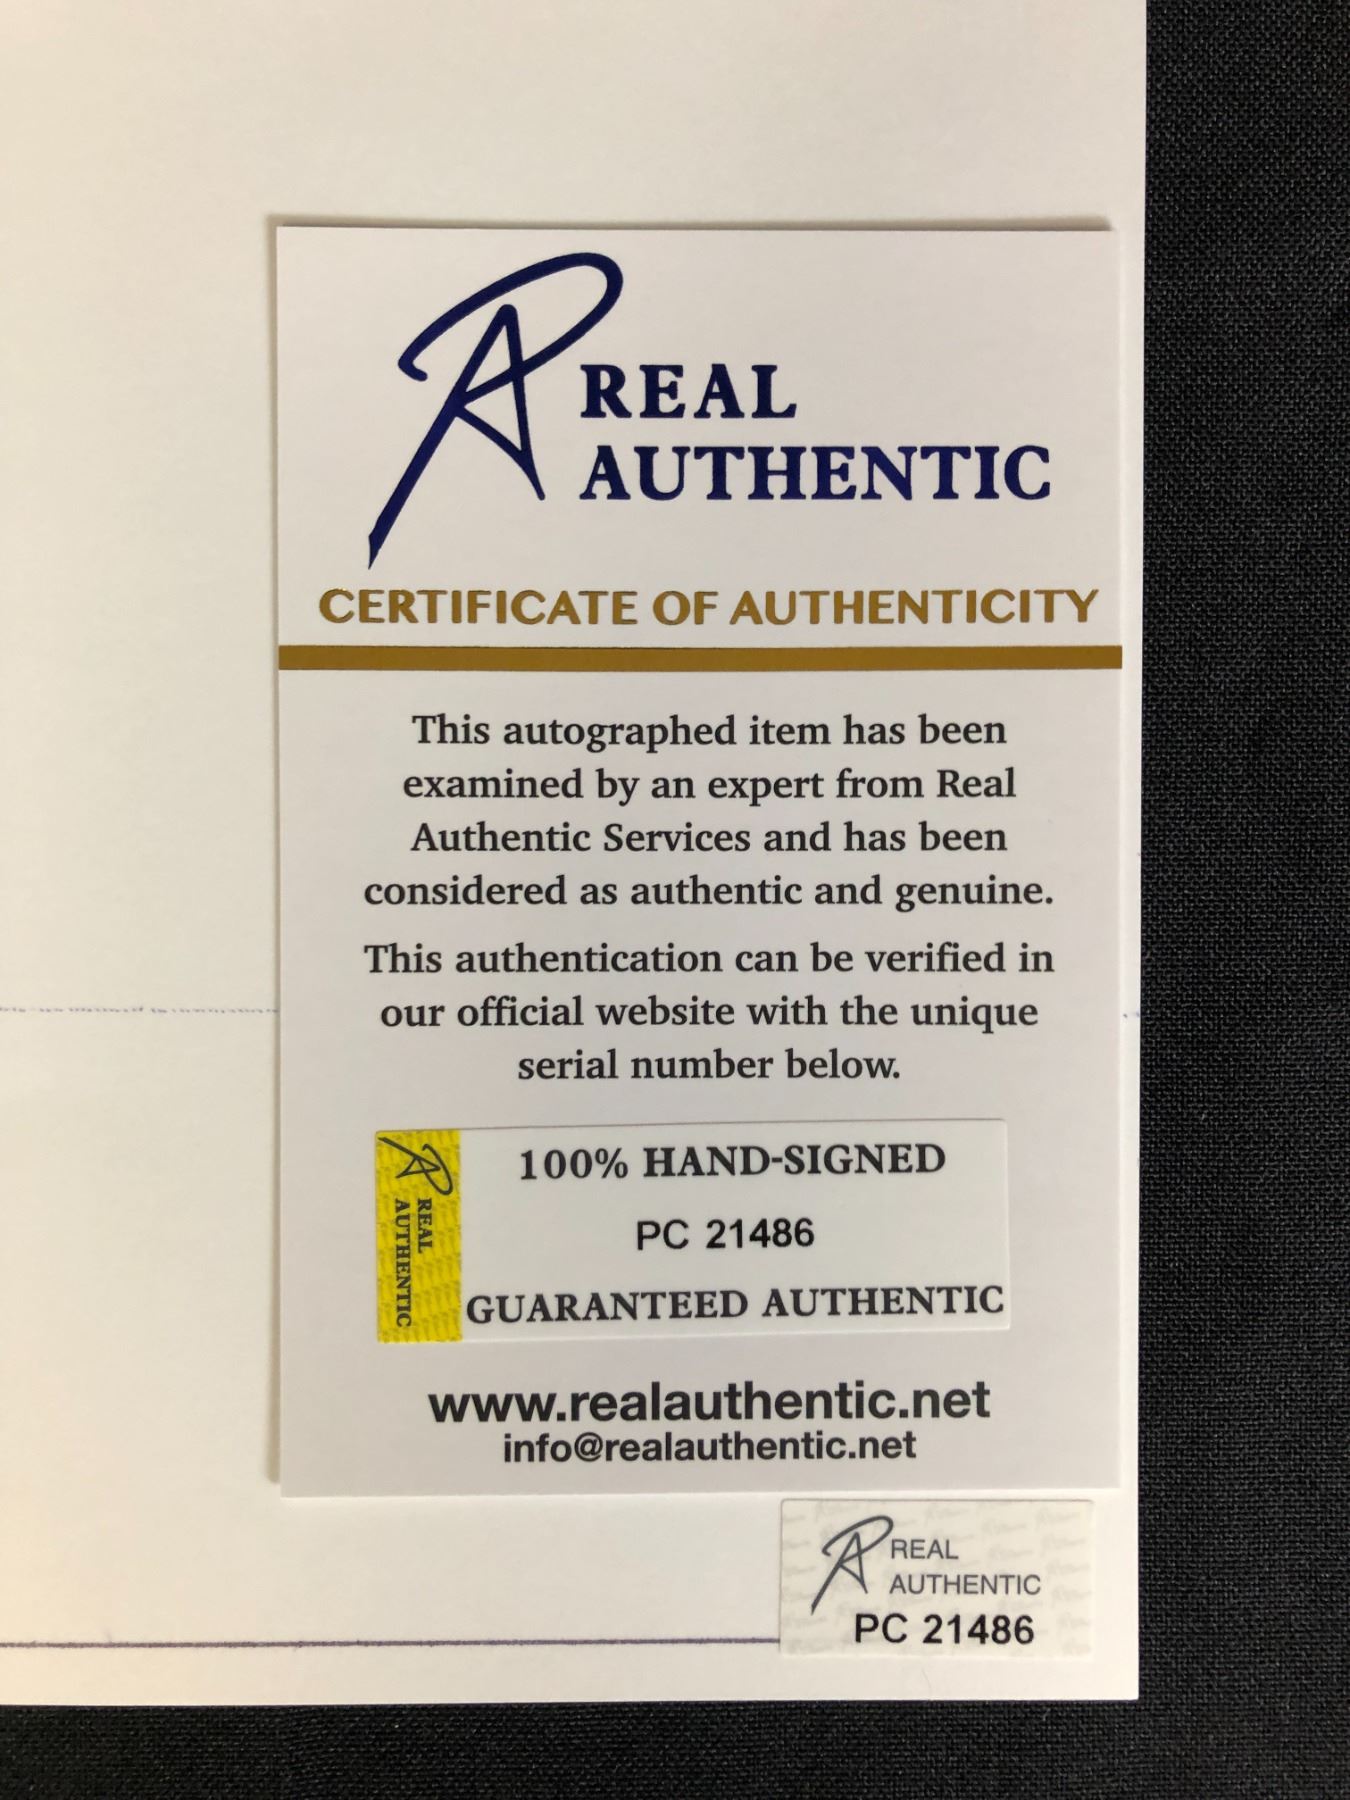 REAL
AUTHENTIC
CERTIFICATE OF AUTHENTICITY
This autographed item has been
examined by an expert from Real
Authentic Services and has been
considered as authentic and genuine.
This authentication can be verified in
our official website with the unique
serial number below.
REAL
AUTHENTIC
100% HAND-SIGNED
PC 21486
GUARANTEED AUTHENTIC
www.realauthentic.net
info@realauthentic.net
REAL
AUTHENTIC
PC 21486